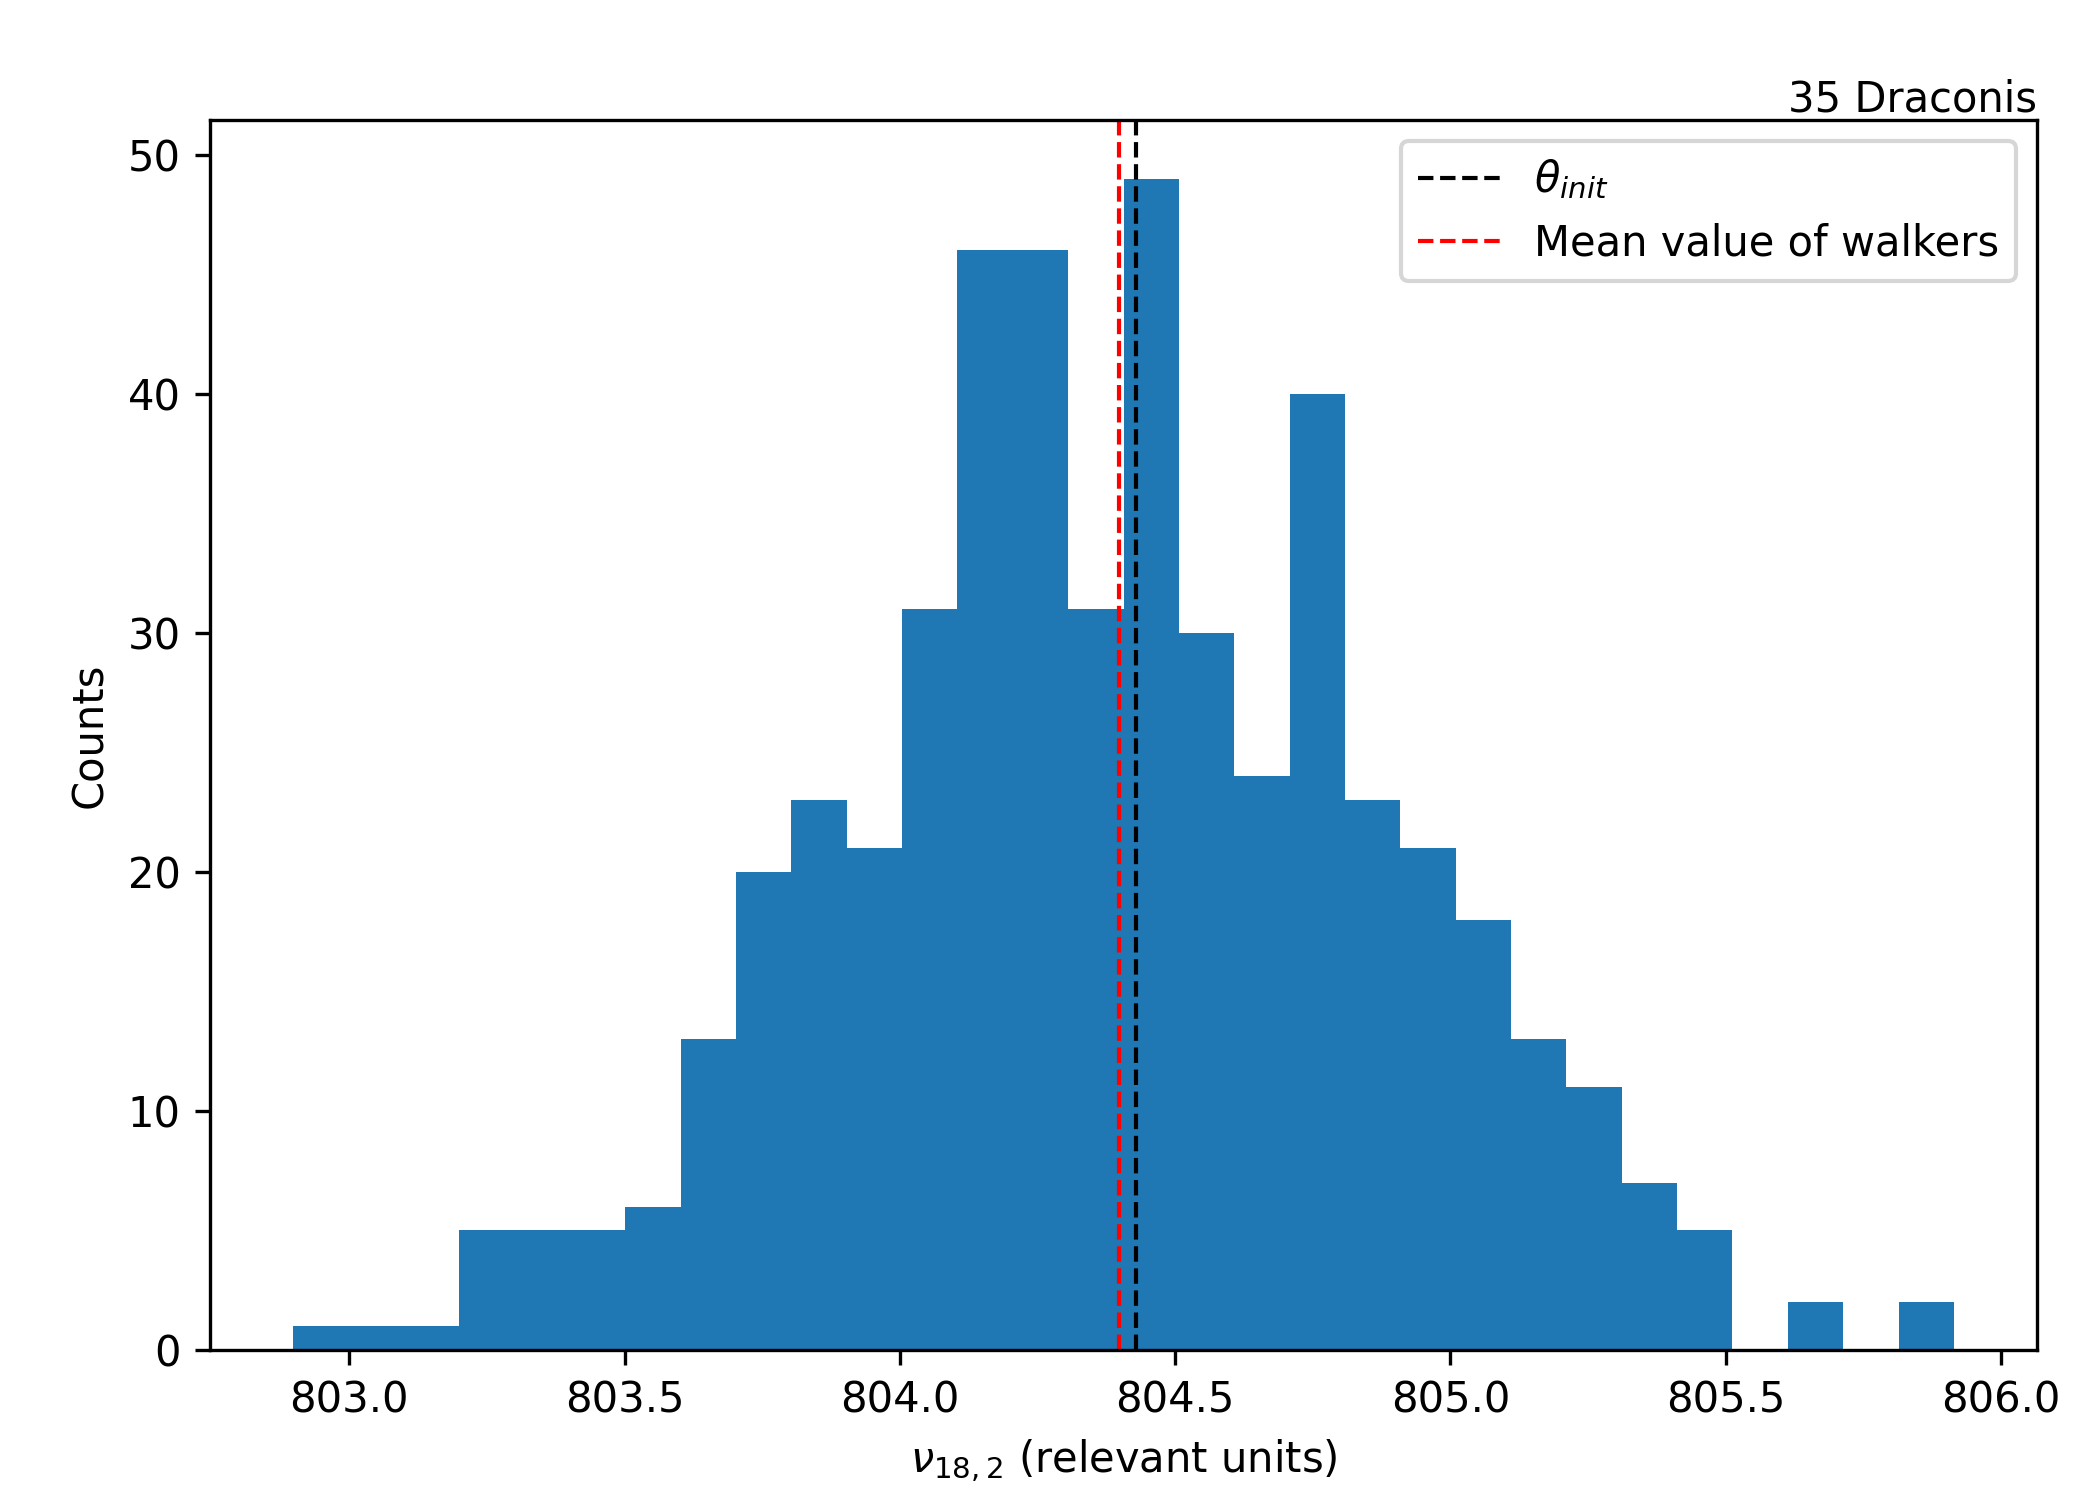 35 Draconis
50
40
30
20
10
0
Counts
θinit
Mean value of walkers
803.0 803.5 804.0 804.5 805.0 805.5 806.0
ν18, 2 (relevant units)